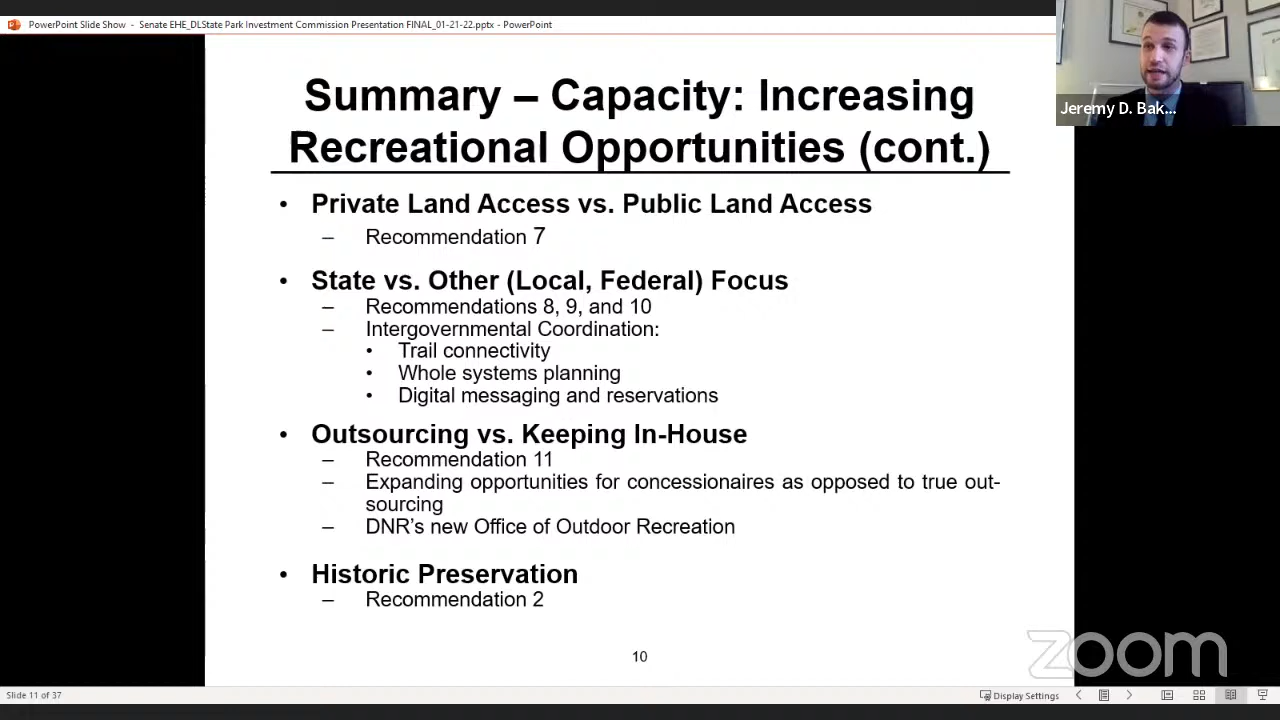 PowerPoint Slide Show - Senate EHE_DLState Park Investment Commission Presentation FINAL_01-21-22.pptx - PowerPoint
Jeremy D. Bak...
Summary – Capacity: Increasing
Recreational Opportunities (cont.)
• Private Land Access vs. Public Land Access
– Recommendation 7
• State vs. Other (Local, Federal) Focus
– Recommendations 8, 9, and 10
– Intergovernmental Coordination:
• Trail connectivity
• Whole systems planning
• Digital messaging and reservations
• Outsourcing vs. Keeping In-House
– Recommendation 11
– Expanding opportunities for concessionaires as opposed to true out-
sourcing
– DNR's new Office of Outdoor Recreation
• Historic Preservation
– Recommendation 2
10
zoom
Slide 11 of 37
Display Settings